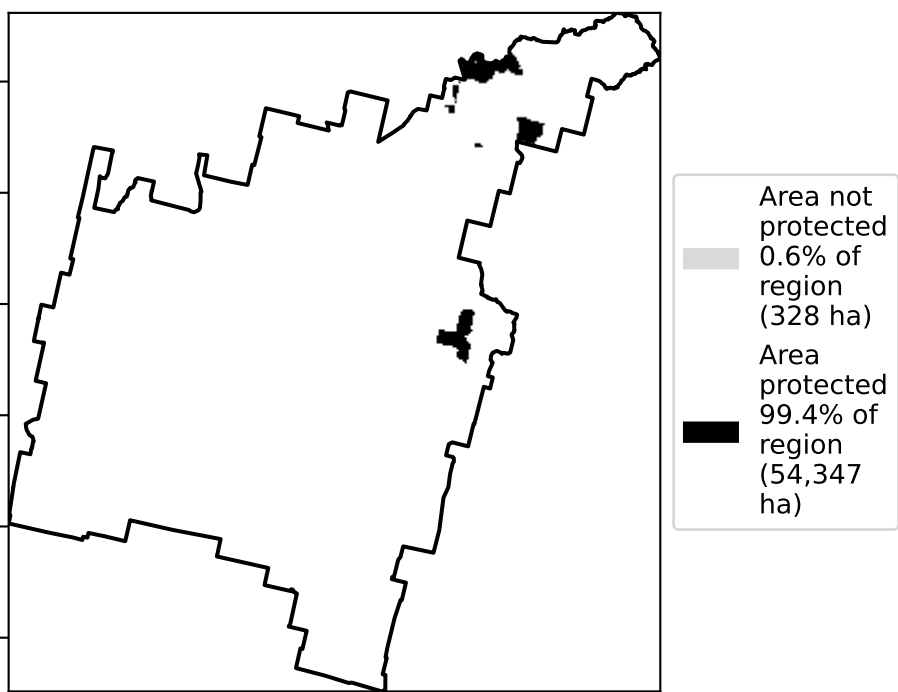 Area not
protected
0.6% of
region
(328 ha)
Area
protected
99.4% of
region
(54,347
ha)